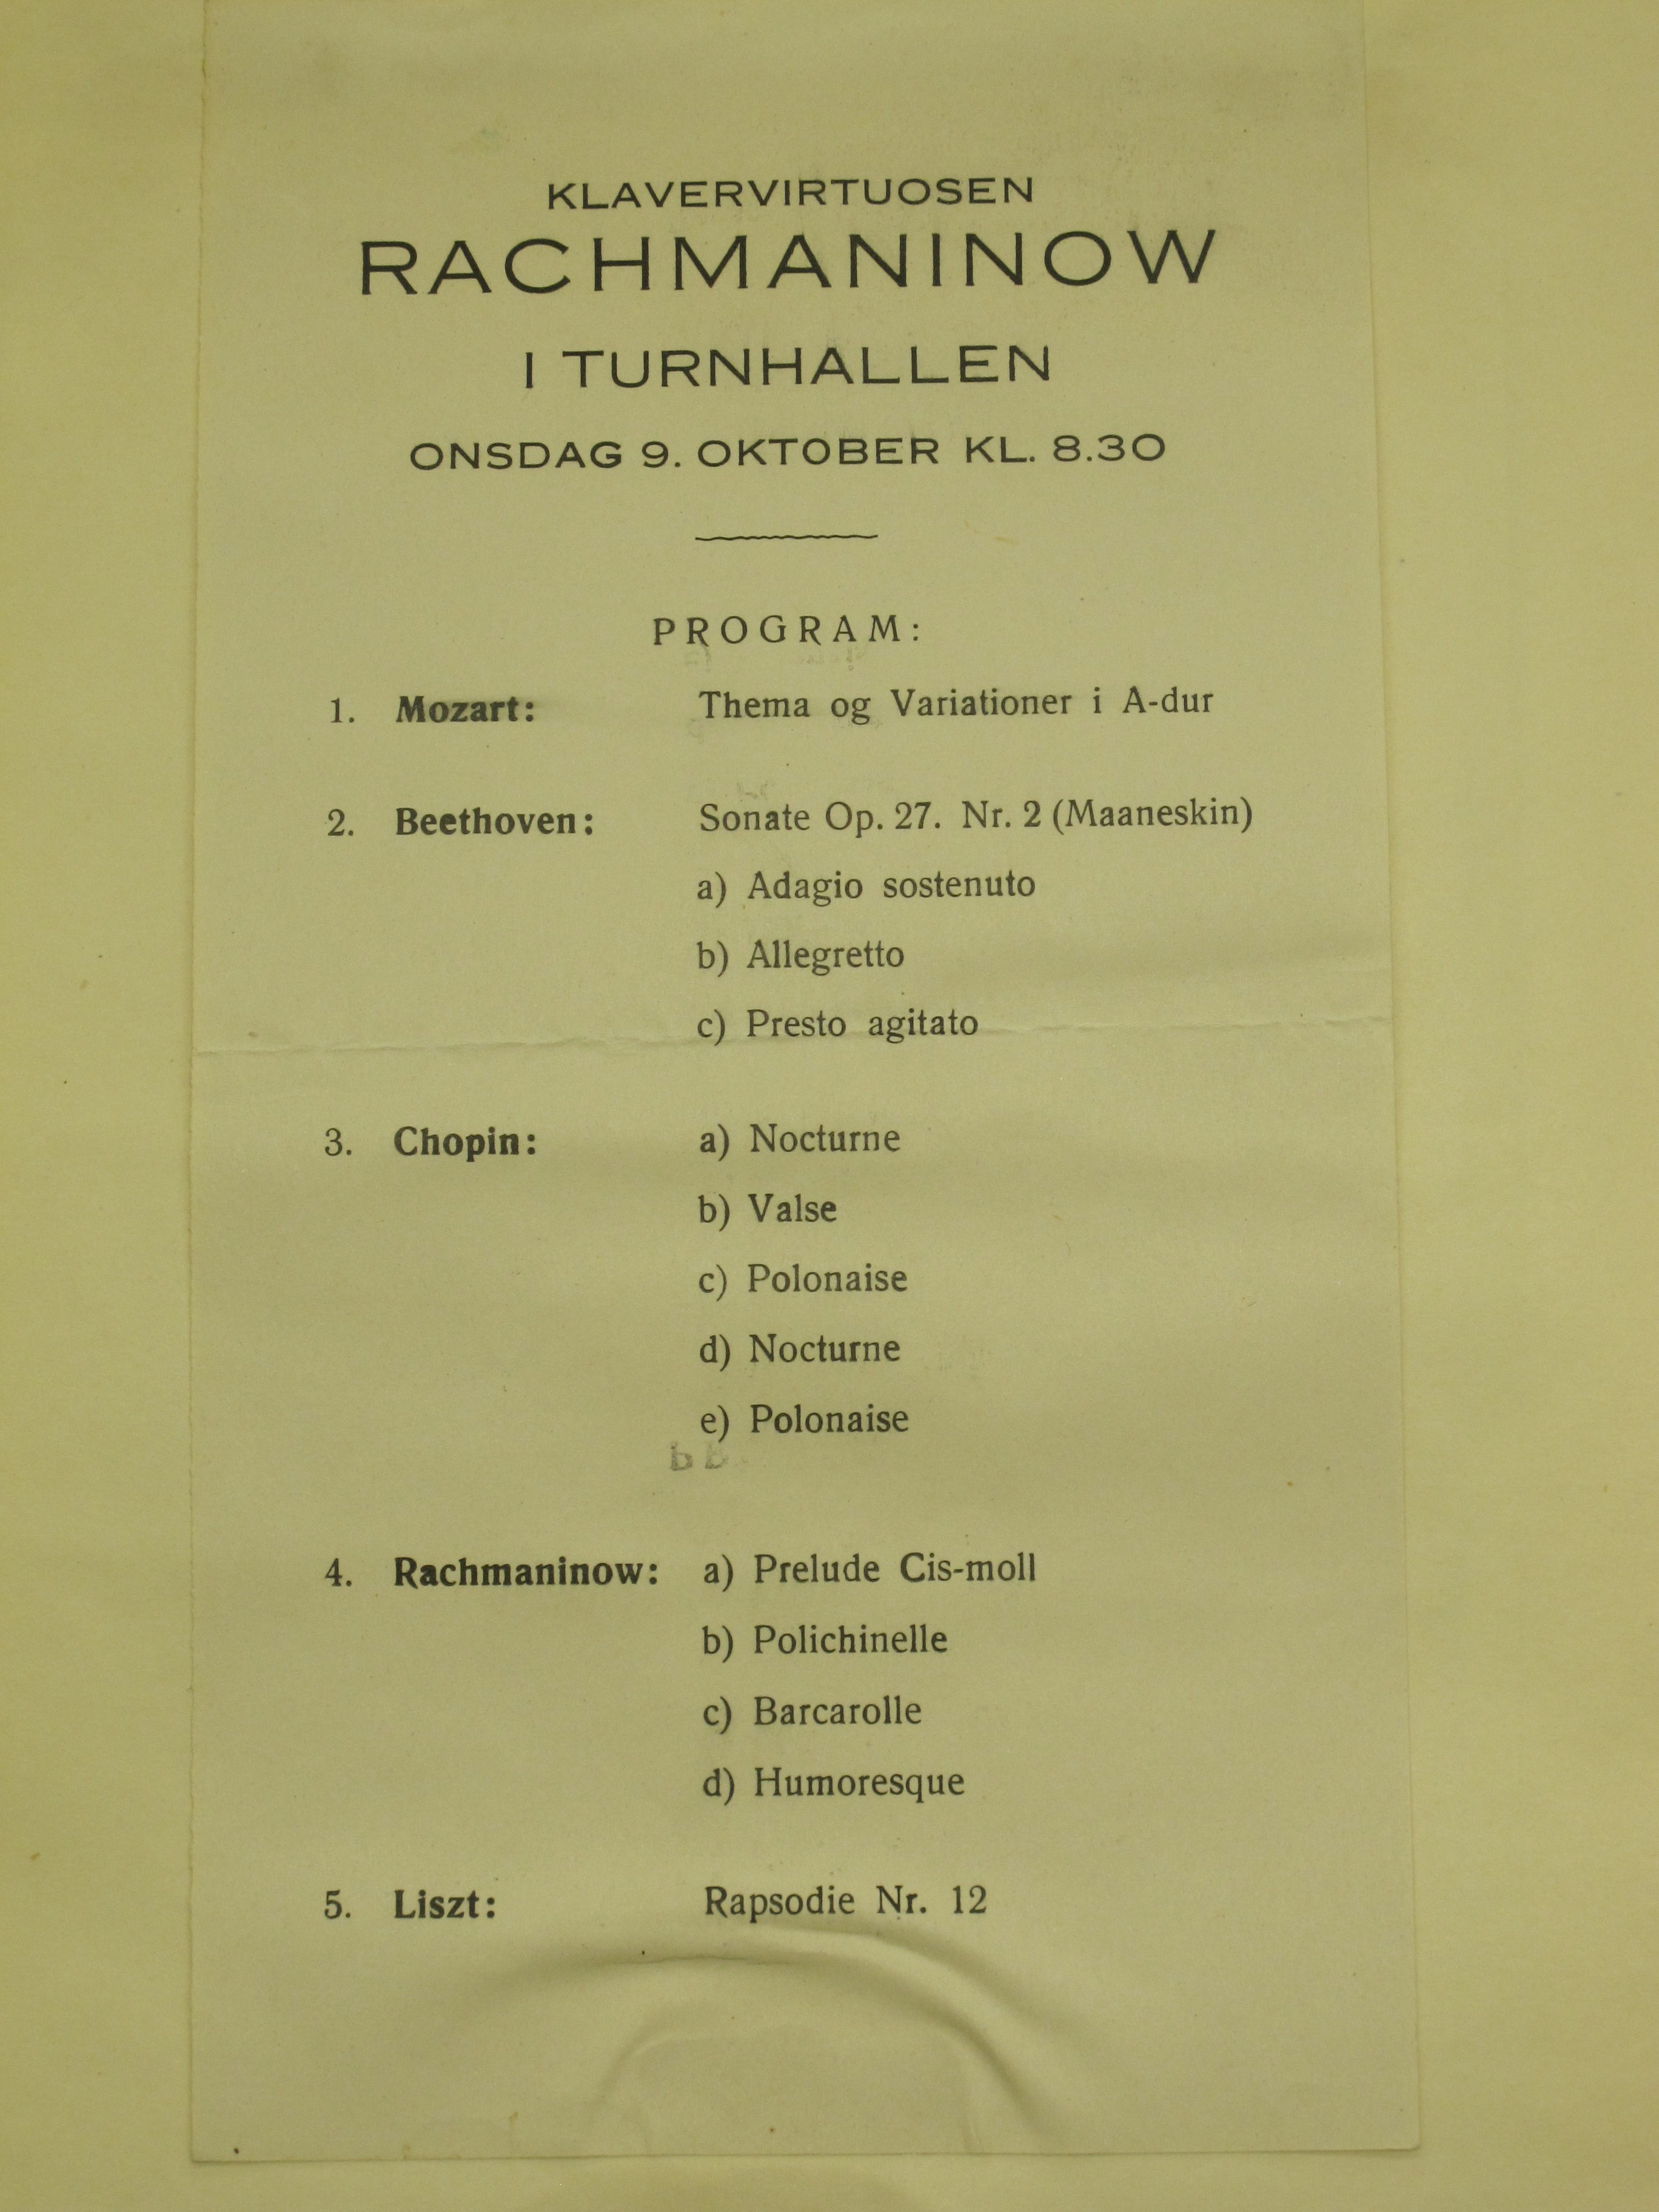 KLAVERVIRTUOSEN
RACHMANINOW
I TURNHALLEN
ONSDAG 9. OKTOBER KL. 8.30
PROGRAM:
1. Mozart: Thema og Variationer i A-dur
2. Beethoven: Sonate Op. 27. Nr. 2 (Maaneskin)
a) Adagio sostenuto
b) Allegretto
c) Presto agitato
3. Chopin: a) Nocturne
b) Valse
c) Polonaise
d) Nocturne
e) Polonaise
4. Rachmaninow: a) Prelude Cis-moll
b) Polichinelle
c) Barcarolle
d) Humoresque
5. Liszt: Rapsodie Nr. 12